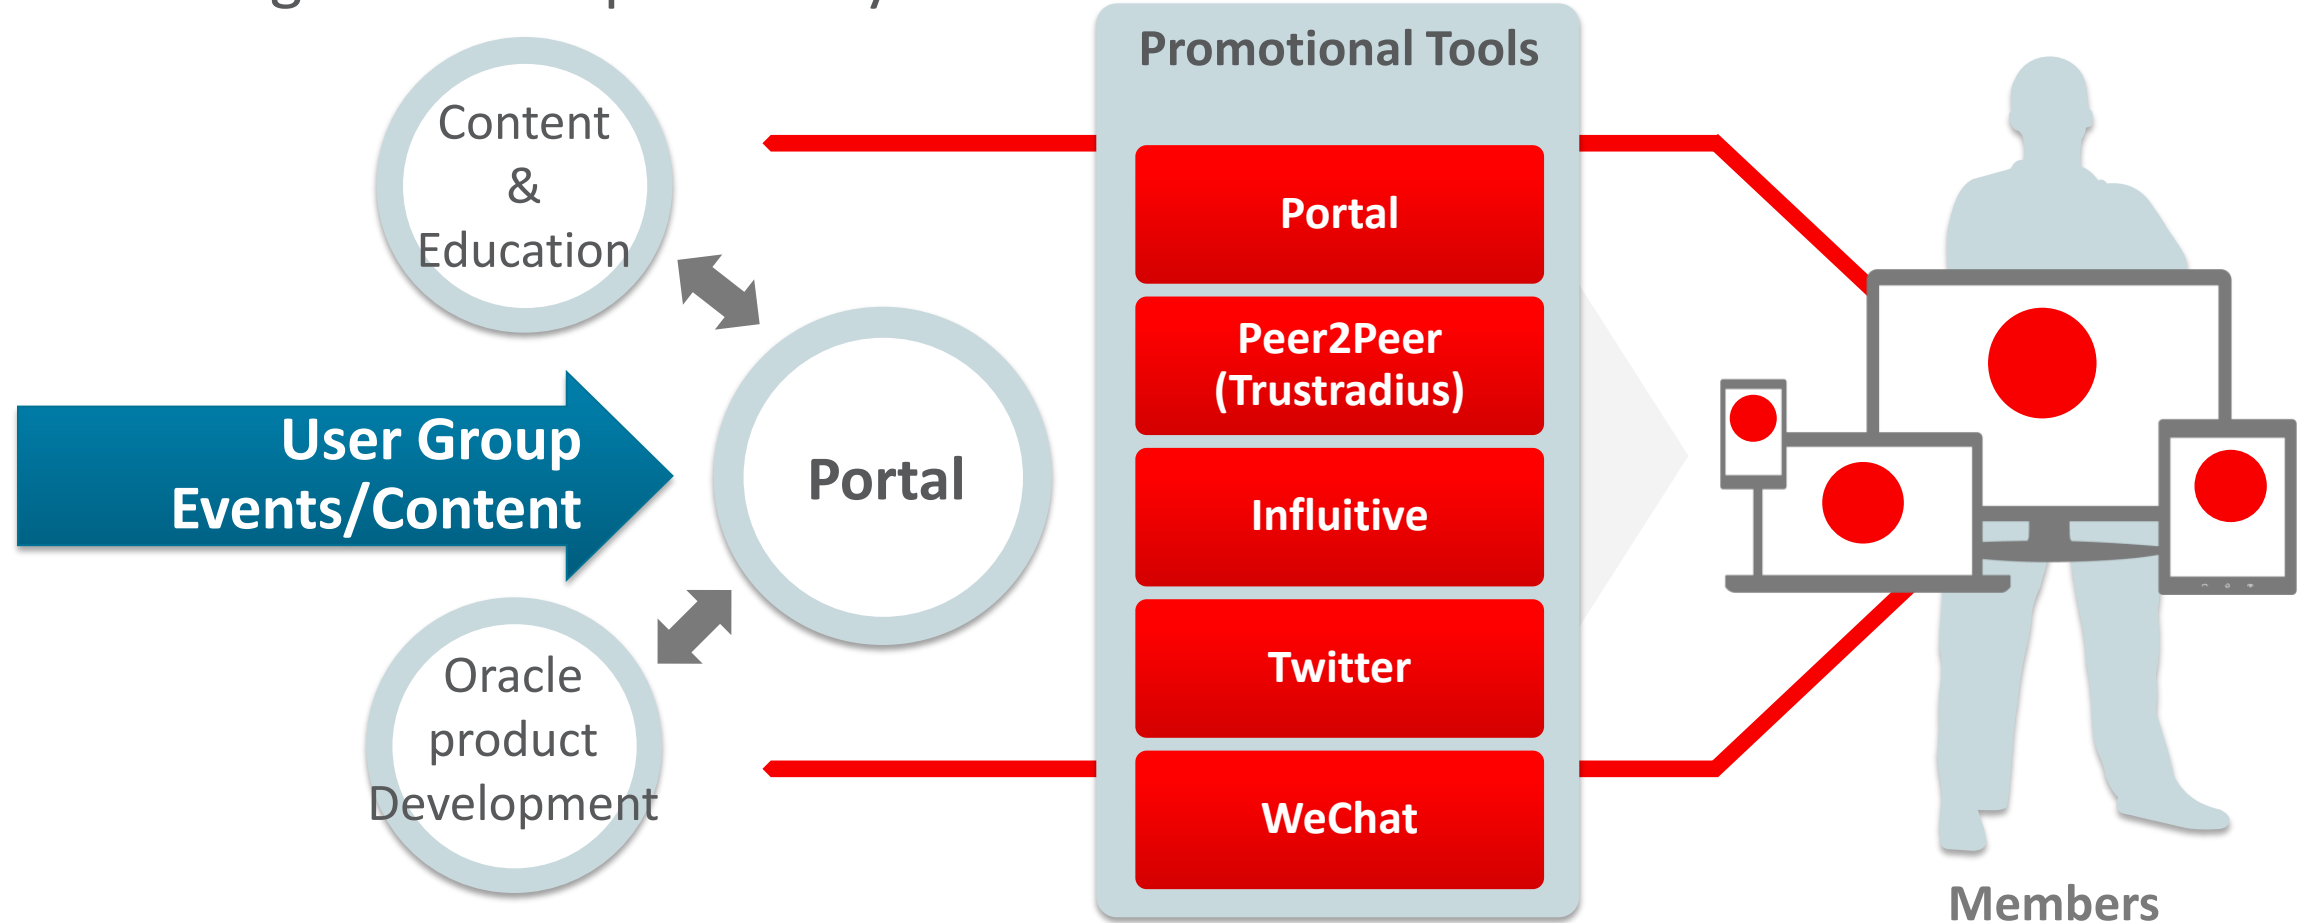 Promotional Tools
Content
&
Education
User Group
Events/Content
Portal
Oracle
product
Development
Portal
Peer2Peer
(Trustradius)
Influitive
Twitter
WeChat
Members